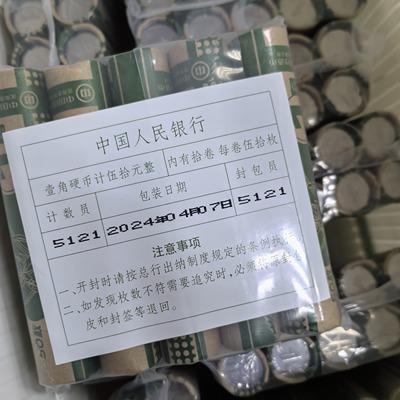 中国人民银行
壹角硬币计伍拾元整 内有拾卷 每卷伍拾枚
计数员 包装日期 封包员
5121 2024年04月07日 5121
注意事项
一、开封时请按总行出纳制度规定的条例执
二、如发现枚数不符需要追究时,必须
皮和封签等退回。